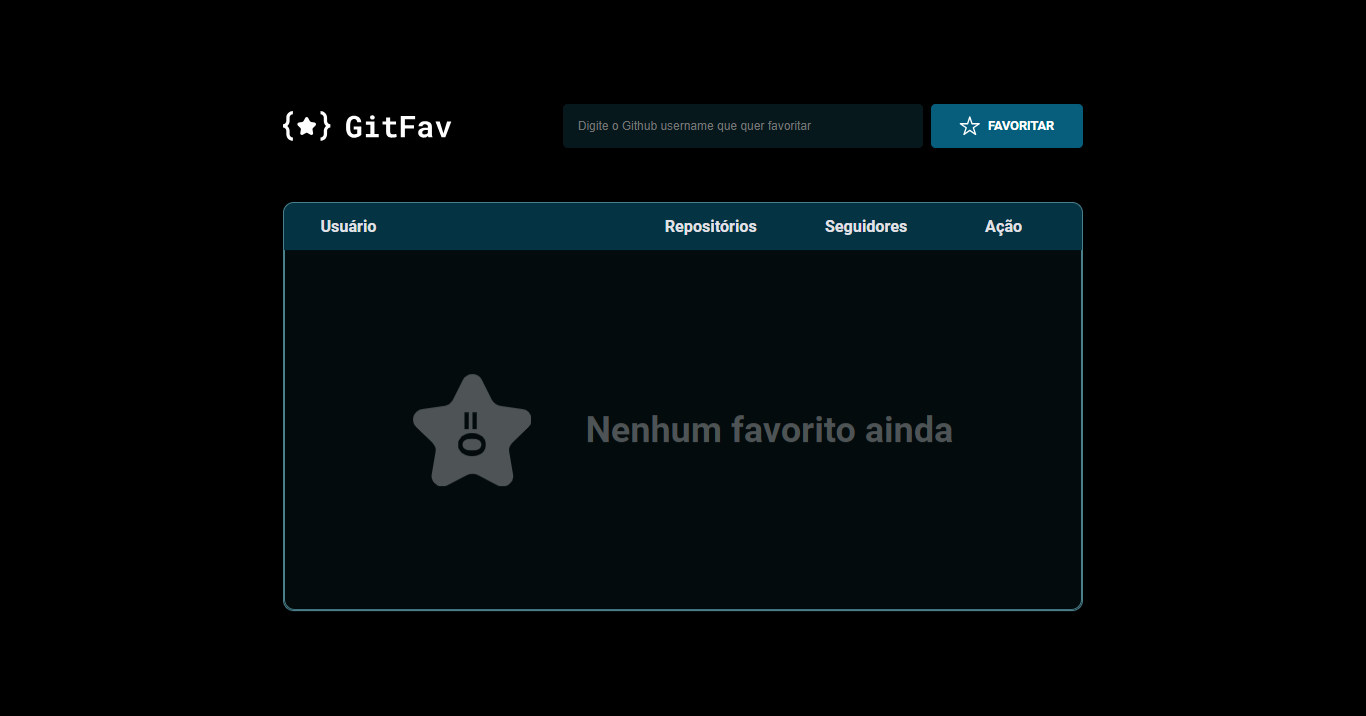 {★} GitFav
Digite o Github username que quer favoritar
FAVORITAR
Usuário Repositórios Seguidores Ação
Nenhum favorito ainda